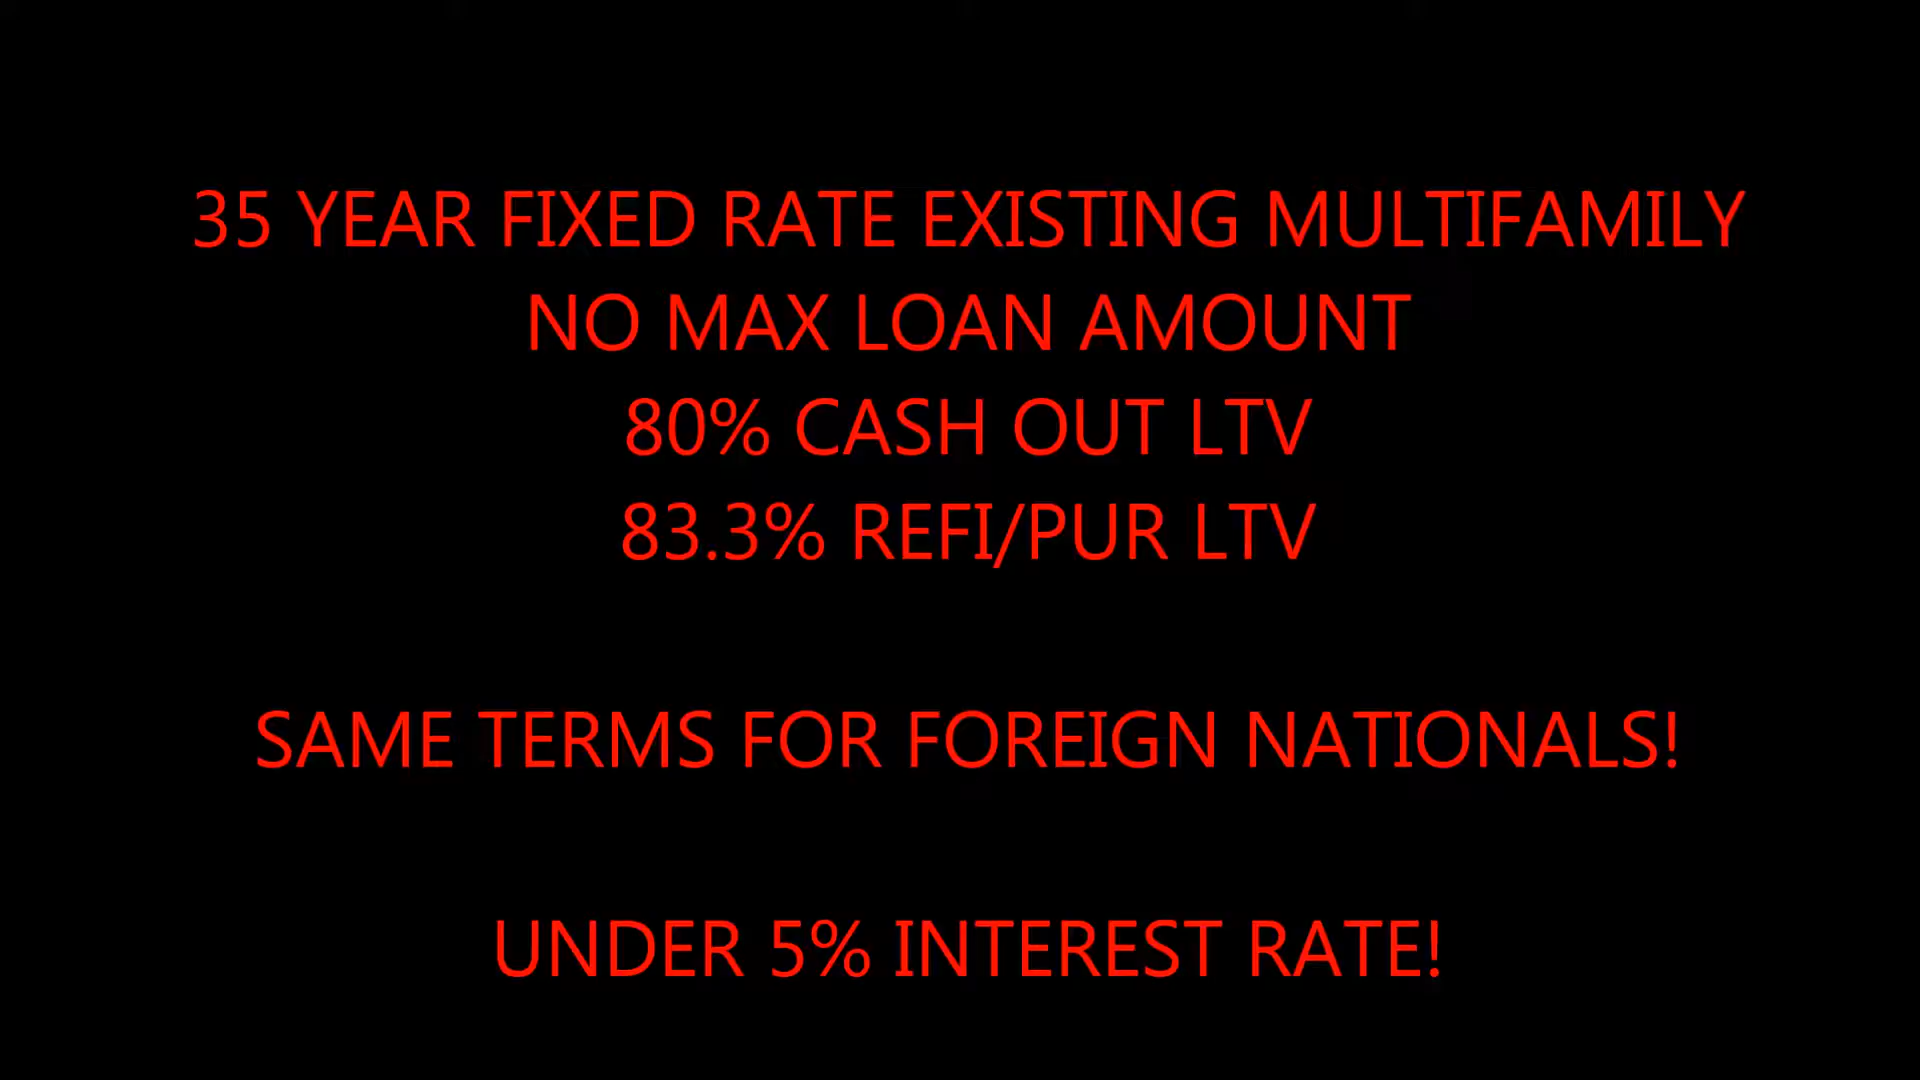 35 YEAR FIXED RATE EXISTING MULTIFAMILY
NO MAX LOAN AMOUNT
80% CASH OUT LTV
83.3% REFI/PUR LTV
SAME TERMS FOR FOREIGN NATIONALS!
UNDER 5% INTEREST RATE!